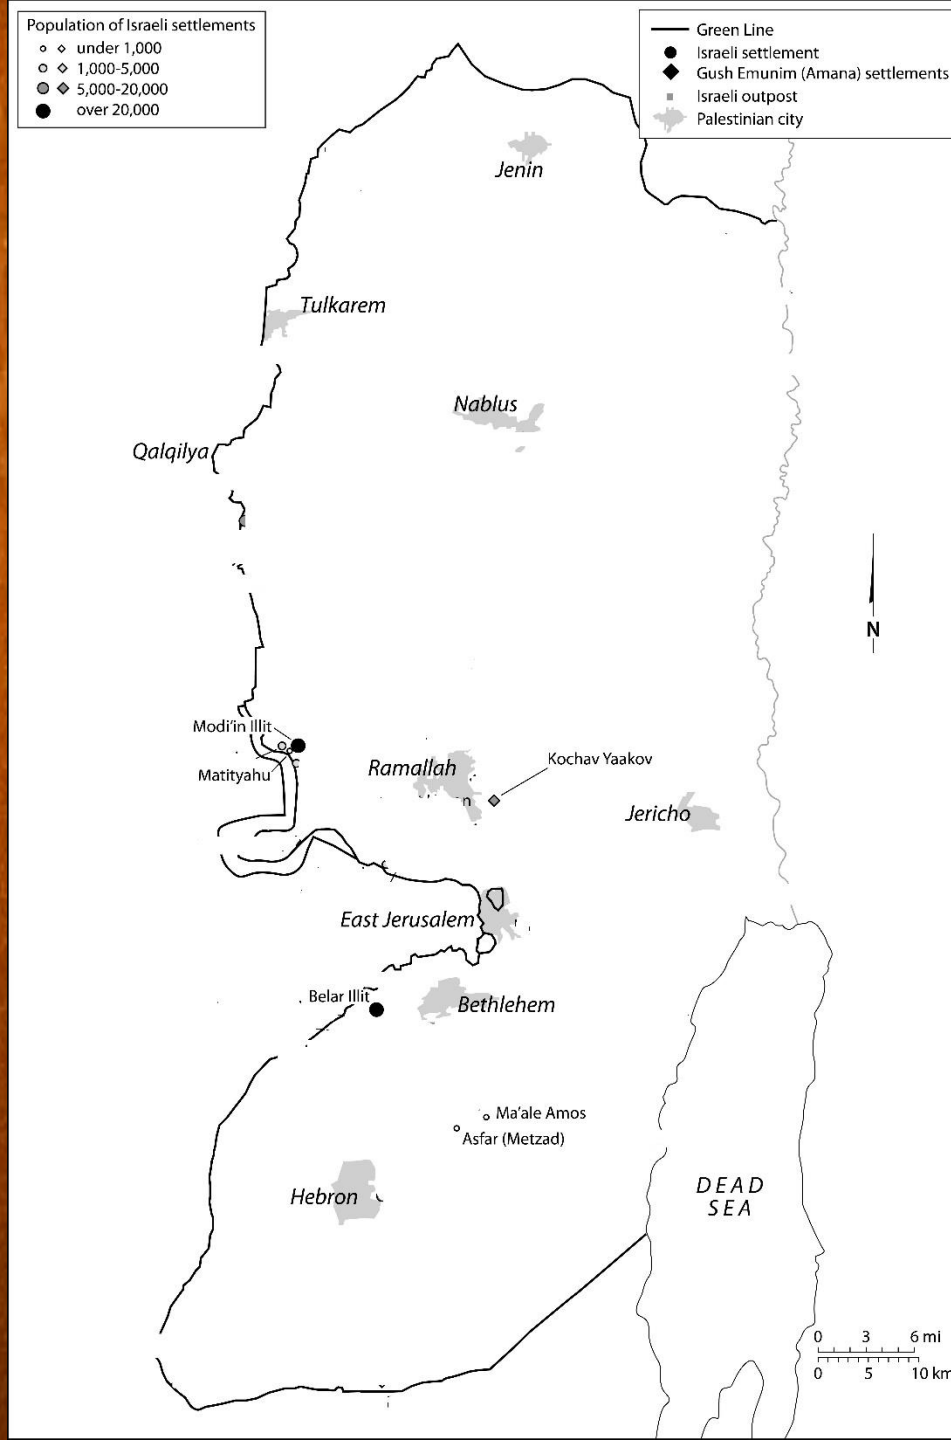 Population of Israeli settlements
under 1,000
1,000-5,000
5,000-20,000
over 20,000
Green Line
Israeli settlement
Gush Emunim (Amana) settlements
Israeli outpost
Palestinian city
Jenin
Tulkarem
Nablus
Qalqilya
N
Modi'in Illit
Matityahu
Ramallah
Kochav Yaakov
Jericho
East Jerusalem
Belar Illit
Bethlehem
Ma'ale Amos
Asfar (Metzad)
Hebron
DEAD
SEA
0 3 6 mi
0 5 10 km